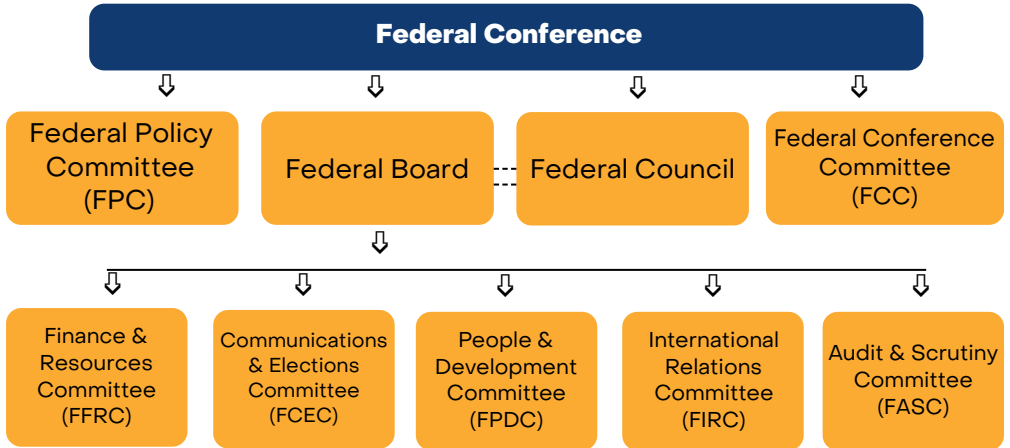 Federal Conference
Federal Policy
Committee
(FPC)
Federal Board
Federal Council
Federal Conference
Committee
(FCC)
Finance &
Resources
Committee
(FFRC)
Communications
& Elections
Committee
(FCEC)
People &
Development
Committee
(FPDC)
International
Relations
Committee
(FIRC)
Audit & Scrutiny
Committee
(FASC)